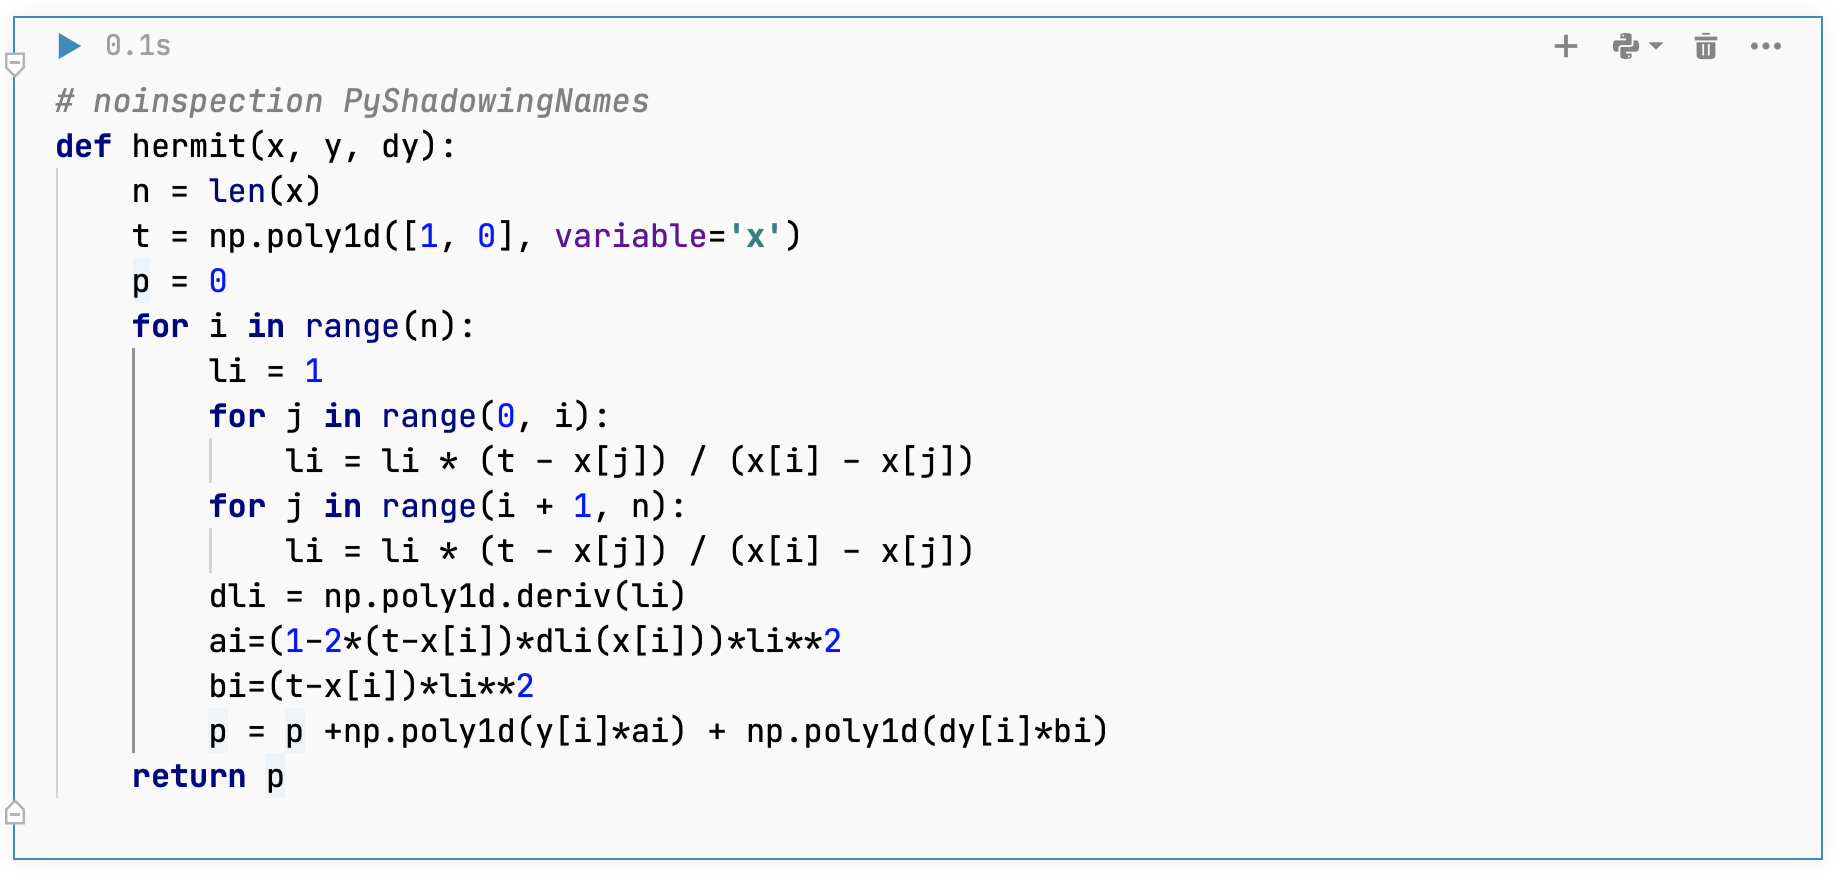 0.1s
# noinspection PyShadowingNames
def hermit(x, y, dy):
    n = len(x)
    t = np.poly1d([1, 0], variable='x')
    p = 0
    for i in range(n):
        li = 1
        for j in range(0, i):
            li = li * (t - x[j]) / (x[i] - x[j])
        for j in range(i + 1, n):
            li = li * (t - x[j]) / (x[i] - x[j])
        dli = np.poly1d.deriv(li)
        ai=(1-2*(t-x[i])*dli(x[i]))*li**2
        bi=(t-x[i])*li**2
        p = p +np.poly1d(y[i]*ai) + np.poly1d(dy[i]*bi)
    return p